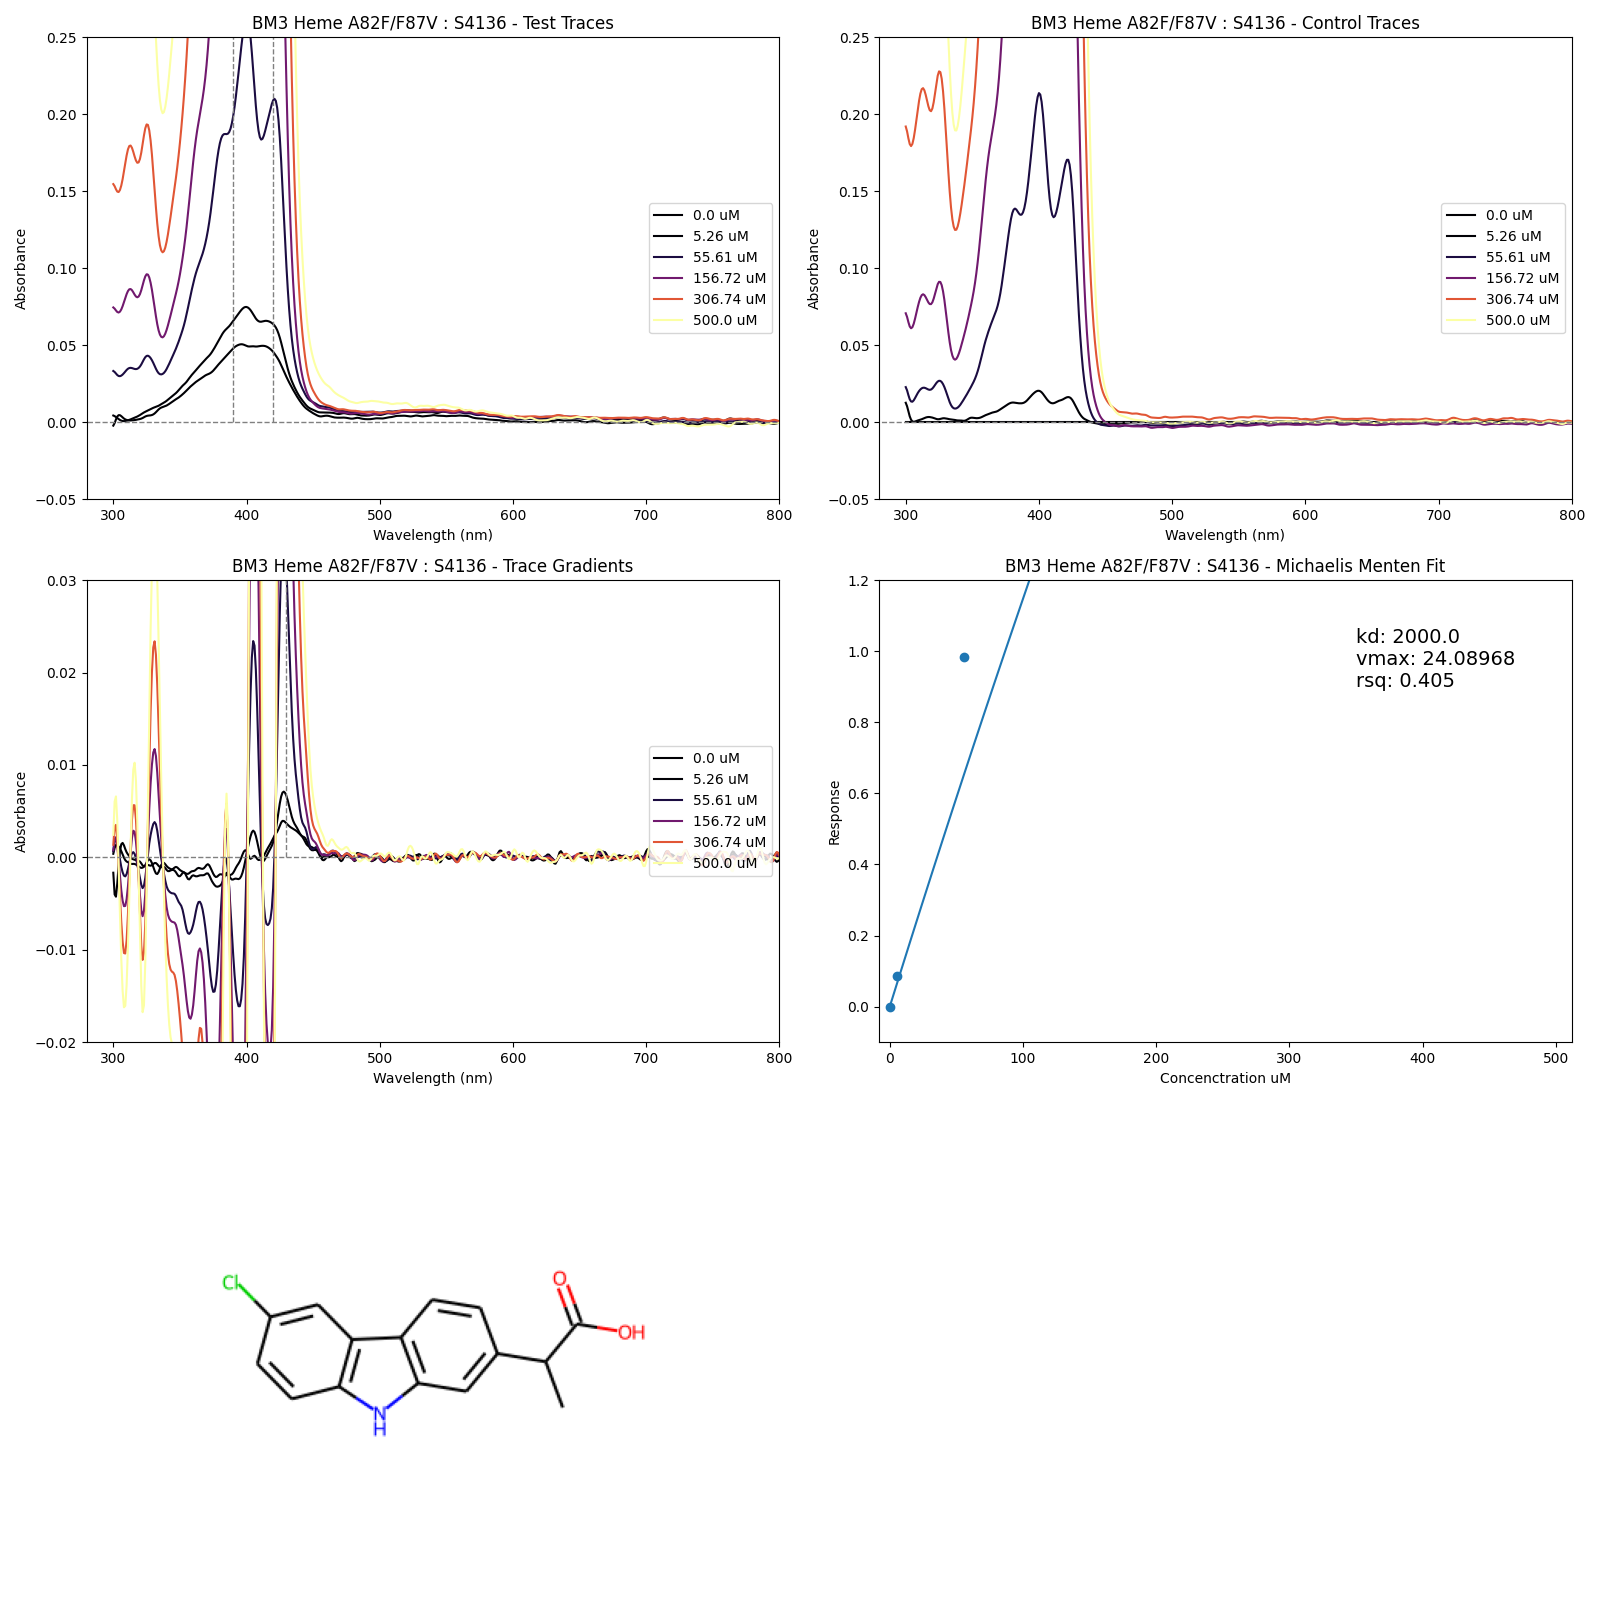 BM3 Heme A82F/F87V : S4136 - Test Traces
0.25
0.20
0.15
0.10
0.05
0.00
−0.05
Absorbance
300
400
500
600
700
800
Wavelength (nm)
0.0 uM
5.26 uM
55.61 uM
156.72 uM
306.74 uM
500.0 uM
BM3 Heme A82F/F87V : S4136 - Control Traces
0.25
0.20
0.15
0.10
0.05
0.00
−0.05
Absorbance
300
400
500
600
700
800
Wavelength (nm)
0.0 uM
5.26 uM
55.61 uM
156.72 uM
306.74 uM
500.0 uM
BM3 Heme A82F/F87V : S4136 - Trace Gradients
0.03
0.02
0.01
0.00
−0.01
−0.02
Absorbance
300
400
500
600
700
800
Wavelength (nm)
0.0 uM
5.26 uM
55.61 uM
156.72 uM
306.74 uM
500.0 uM
BM3 Heme A82F/F87V : S4136 - Michaelis Menten Fit
1.2
1.0
0.8
0.6
0.4
0.2
0.0
Response
kd: 2000.0
vmax: 24.08968
rsq: 0.405
0
100
200
300
400
500
Concenctration uM
Cl
O
OH
N
H